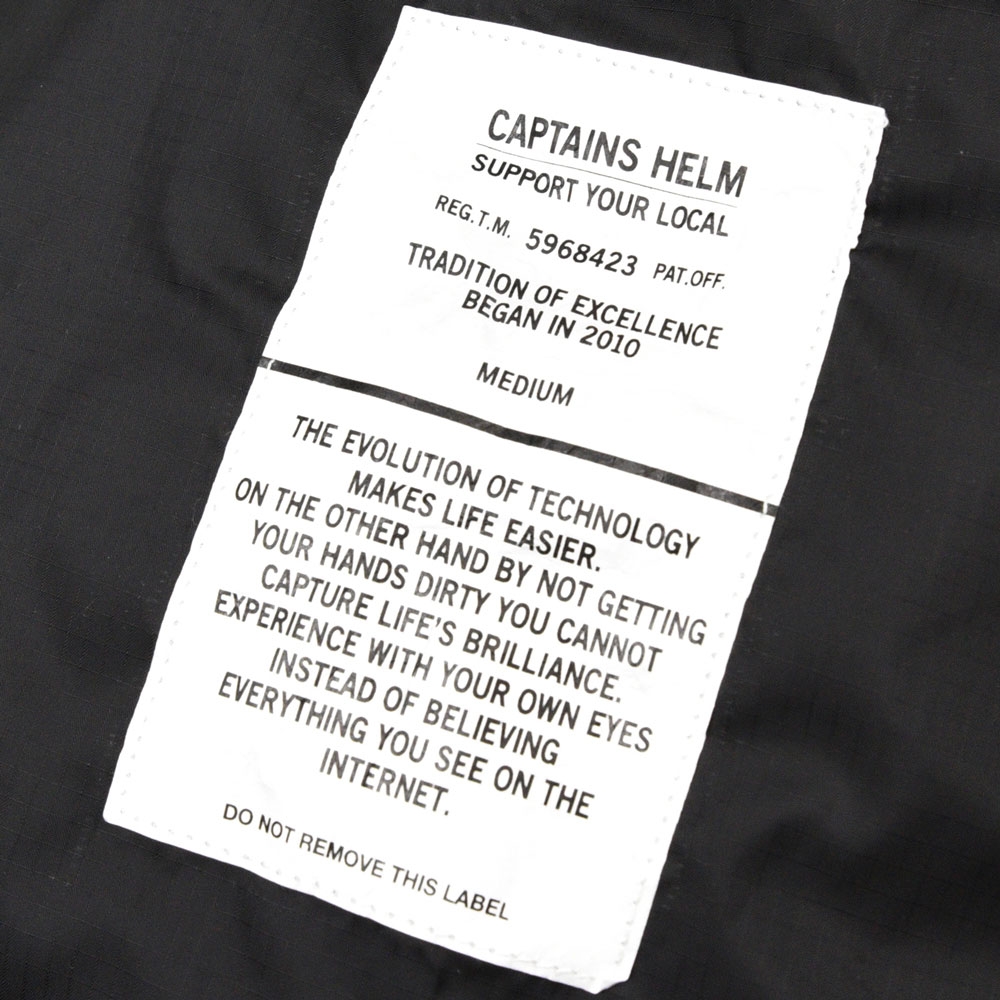 CAPTAINS HELM
SUPPORT YOUR LOCAL
REG.T.M. 5968423 PAT.OFF.
TRADITION OF EXCELLENCE
BEGAN IN 2010
MEDIUM
THE EVOLUTION OF TECHNOLOGY
MAKES LIFE EASIER.
ON THE OTHER HAND BY NOT GETTING
YOUR HANDS DIRTY YOU CANNOT
CAPTURE LIFE'S BRILLIANCE.
EXPERIENCE WITH YOUR OWN EYES
INSTEAD OF BELIEVING
EVERYTHING YOU SEE ON THE
INTERNET.
DO NOT REMOVE THIS LABEL